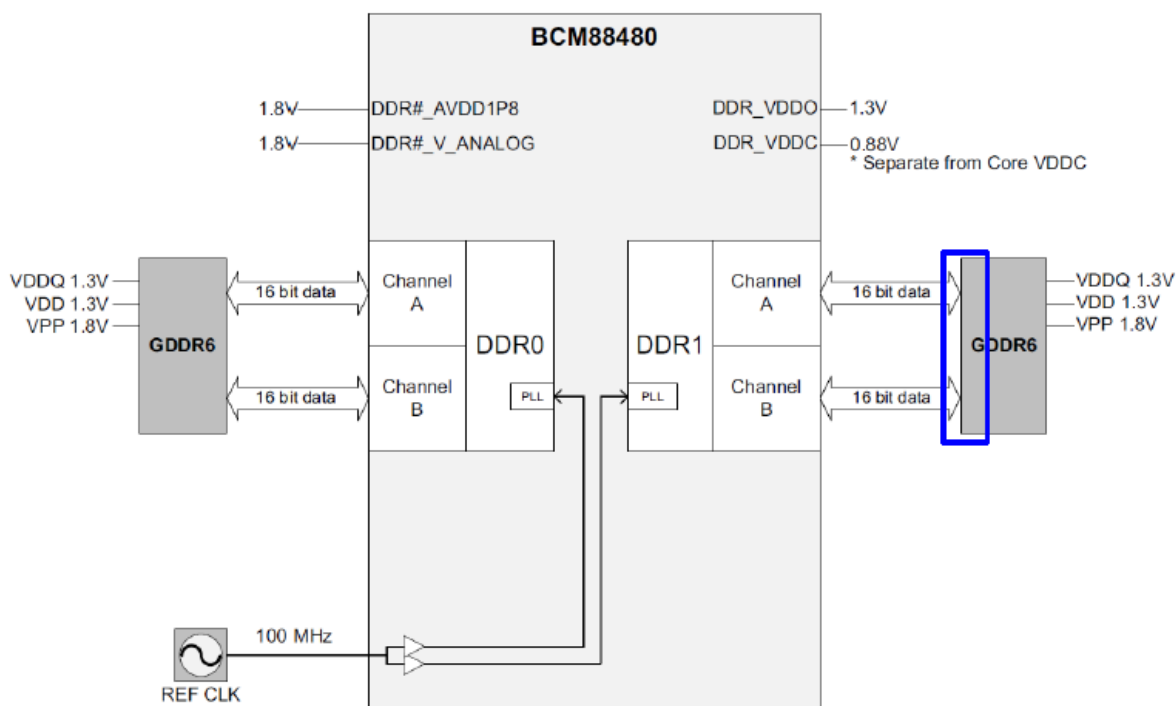 BCM88480
1.8V
DDR#_AVDD1P8
DDR_VDDO
1.3V
1.8V
DDR#_V_ANALOG
DDR_VDDC
0.88V
* Separate from Core VDDC
VDDQ 1.3V
VDD 1.3V
VPP 1.8V
GDDR6
16 bit data
16 bit data
Channel
A
Channel
B
DDR0
PLL
DDR1
PLL
Channel
A
Channel
B
16 bit data
16 bit data
GDDR6
VDDQ 1.3V
VDD 1.3V
VPP 1.8V
100 MHz
REF CLK